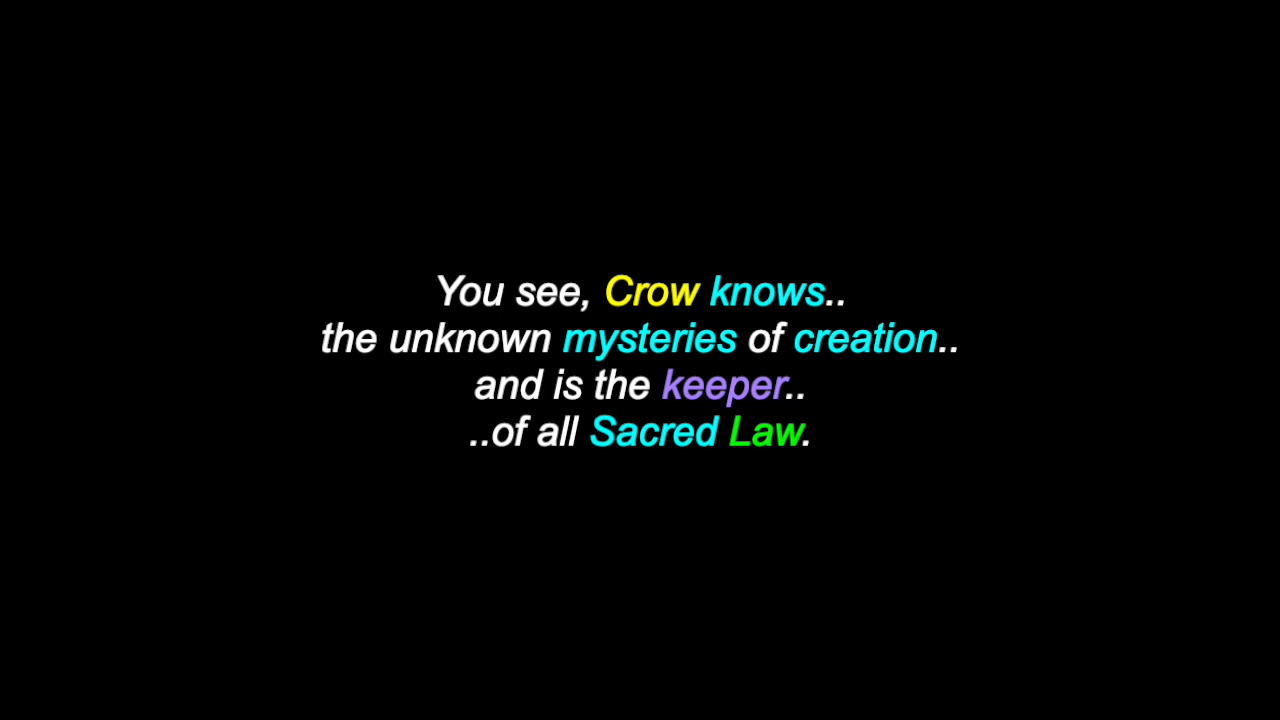 You see, Crow knows..
the unknown mysteries of creation..
and is the keeper..
..of all Sacred Law.